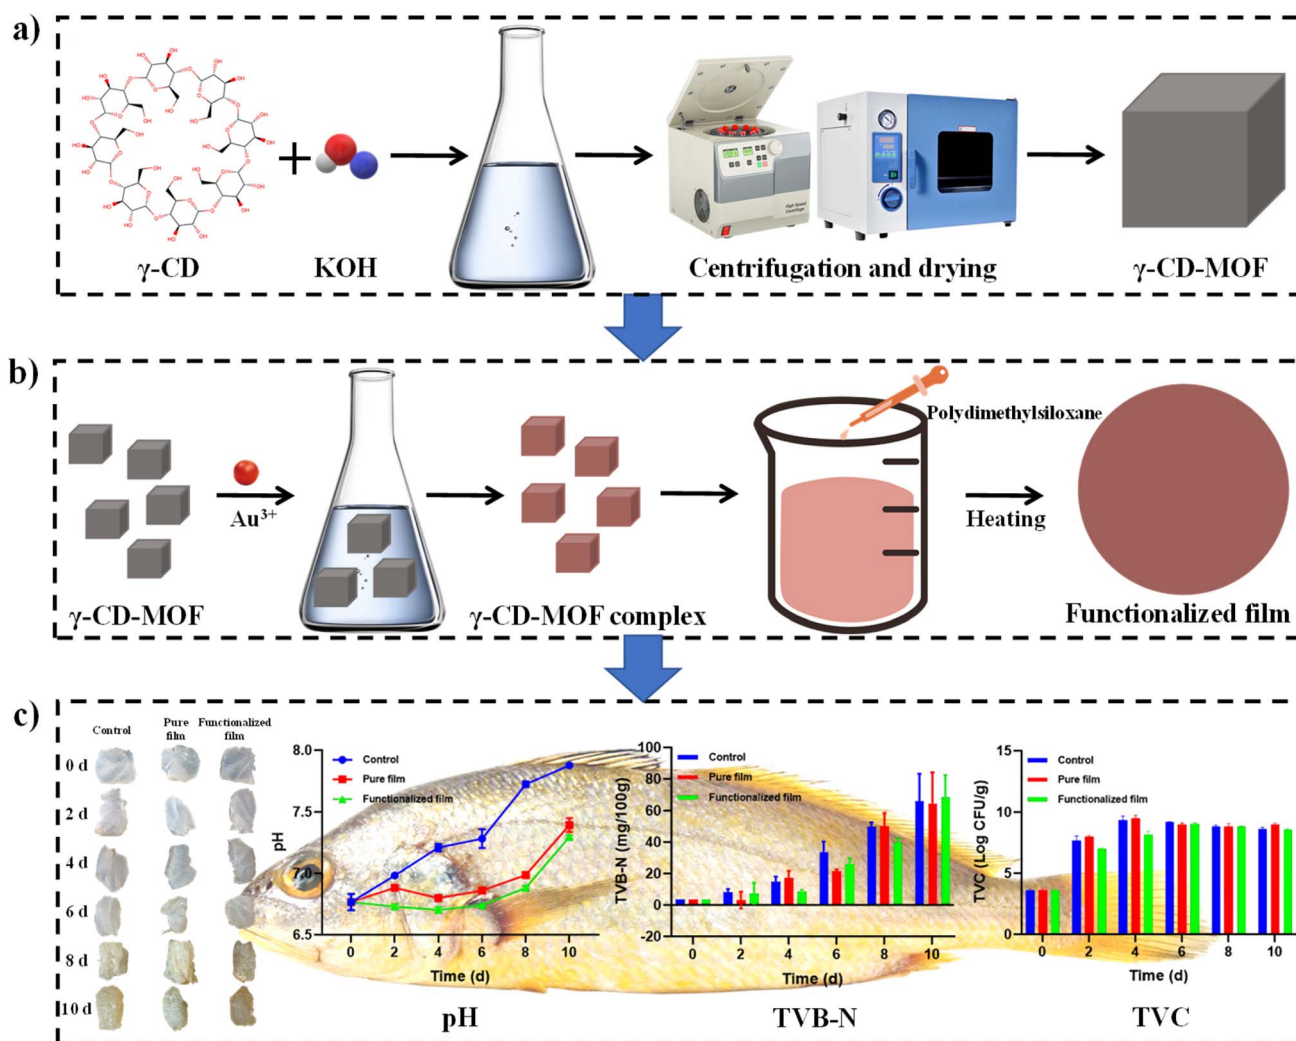 a)
γ-CD
+
KOH
High Speed
Centrifuge
Centrifugation and drying
γ-CD-MOF
b)
γ-CD-MOF
Au³⁺
γ-CD-MOF complex
Polydimethylsiloxane
Heating
Functionalized film
c)
Control
Pure
film
Functionalized
film
0 d
2 d
4 d
6 d
8 d
10 d
pH
8.0
7.5
7.0
6.5
Control
Pure film
Functionalized film
0 2 4 6 8 10
Time (d)
pH
TVB-N (mg/100g)
100
80
60
40
20
0
-20
Control
Pure film
Functionalized film
0 2 4 6 8 10
Time (d)
TVB-N
TVC (Log CFU/g)
15
10
5
0
Control
Pure film
Functionalized film
0 2 4 6 8 10
Time (d)
TVC